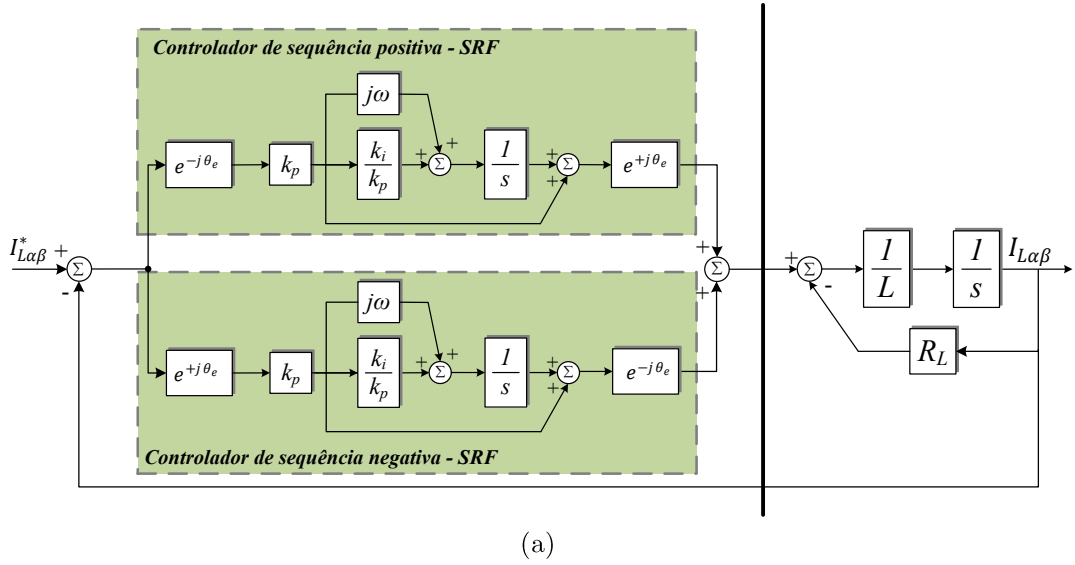 Controlador de sequência positiva - SRF
jω
e^{-jθ_e} k_p k_i/k_p + + Σ 1/s + + Σ e^{+jθ_e}
I*_{Lαβ} + Σ - + + Σ + Σ - 1/L 1/s I_{Lαβ}
R_L
jω
e^{+jθ_e} k_p k_i/k_p + + Σ 1/s + + Σ e^{-jθ_e}
Controlador de sequência negativa - SRF
(a)